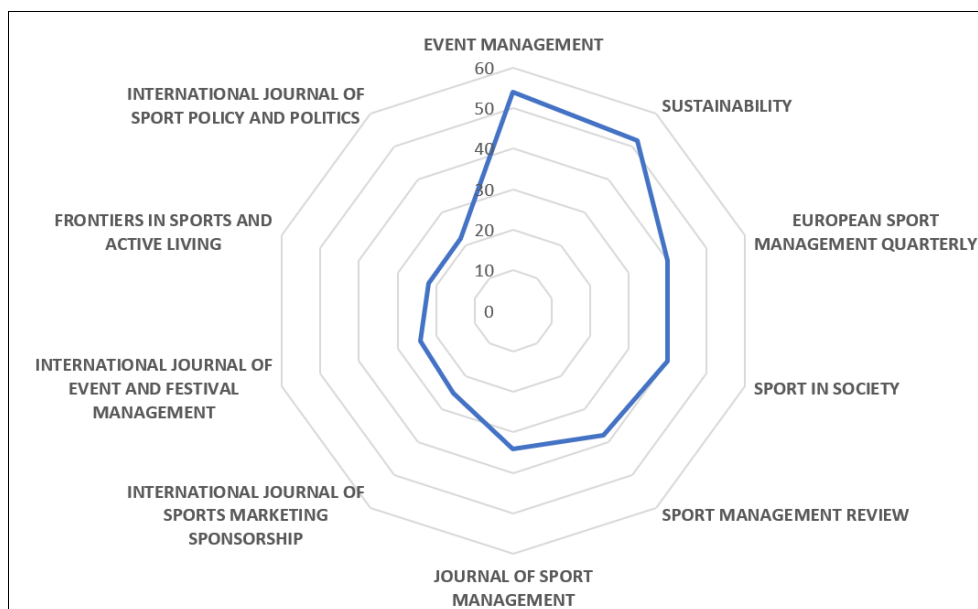 EVENT MANAGEMENT
60
INTERNATIONAL JOURNAL OF
SPORT POLICY AND POLITICS
SUSTAINABILITY
50
40
30
FRONTIERS IN SPORTS AND
ACTIVE LIVING
EUROPEAN SPORT
MANAGEMENT QUARTERLY
20
10
0
INTERNATIONAL JOURNAL OF
EVENT AND FESTIVAL
MANAGEMENT
SPORT IN SOCIETY
INTERNATIONAL JOURNAL OF
SPORTS MARKETING
SPONSORSHIP
SPORT MANAGEMENT REVIEW
JOURNAL OF SPORT
MANAGEMENT